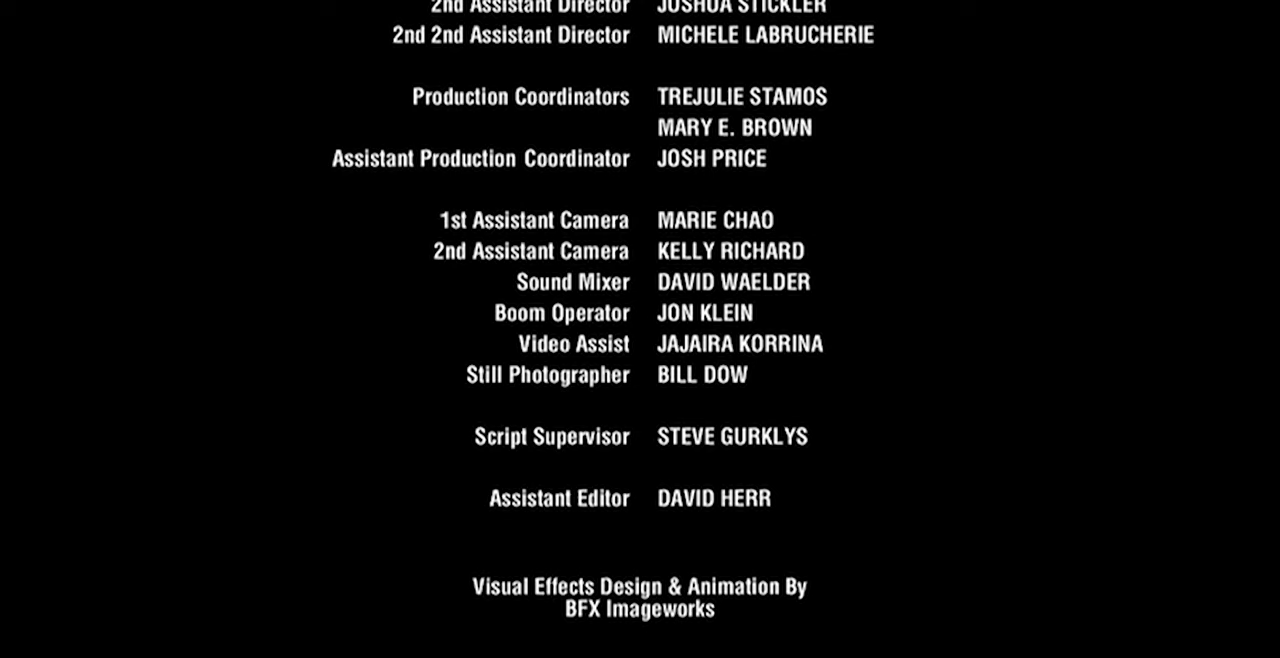 2nd Assistant Director JOSHUA STICKLER
2nd 2nd Assistant Director MICHELE LABRUCHERIE
Production Coordinators TREJULIE STAMOS
MARY E. BROWN
Assistant Production Coordinator JOSH PRICE
1st Assistant Camera MARIE CHAO
2nd Assistant Camera KELLY RICHARD
Sound Mixer DAVID WAELDER
Boom Operator JON KLEIN
Video Assist JAJAIRA KORRINA
Still Photographer BILL DOW
Script Supervisor STEVE GURKLYS
Assistant Editor DAVID HERR
Visual Effects Design & Animation By
BFX Imageworks